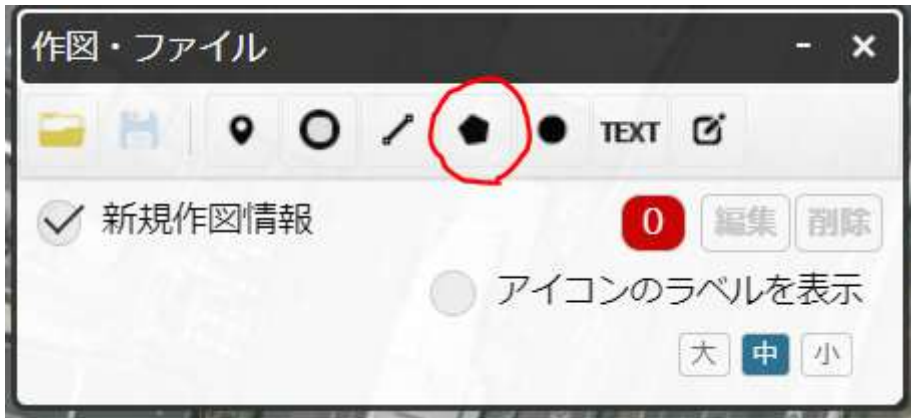 作図・ファイル
TEXT
新規作図情報 0 編集 削除
アイコンのラベルを表示
大 中 小